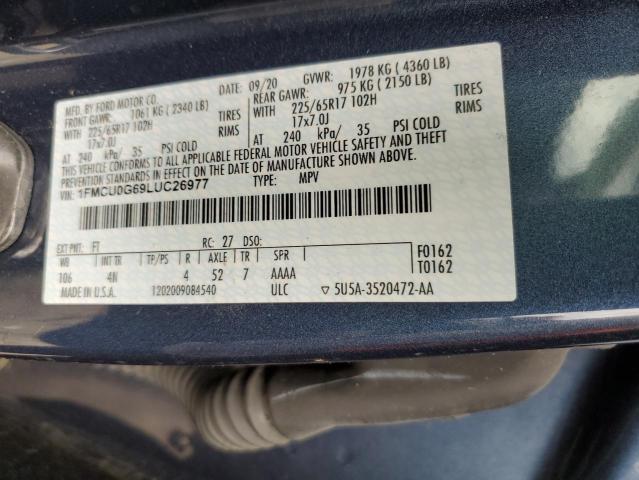 MFD. BY FORD MOTOR CO. 09/20 GVWR: 1978 KG ( 4360 LB)
FRONT GAWR: 1061 KG ( 2340 LB) REAR GAWR: 975 KG ( 2150 LB)
WITH 225/65R17 102H TIRES WITH 225/65R17 102H TIRES
17x7.0J RIMS 17x7.0J RIMS
AT 240 kPa/ 35 PSI COLD AT 240 kPa/ 35 PSI COLD
THIS VEHICLE CONFORMS TO ALL APPLICABLE FEDERAL MOTOR VEHICLE SAFETY AND THEFT
PREVENTION STANDARDS IN EFFECT ON THE DATE OF MANUFACTURE SHOWN ABOVE.
VIN: 1FMCU0G69LUC26977 TYPE: MPV
EXT PNT: FT RC: 27 DSO: F0162
WB INT TR TP/PS R AXLE TR SPR T0162
106 4N 4 52 7 AAAA
MADE IN U.S.A. 1202009084540 ULC ▽ 5U5A-3520472-AA